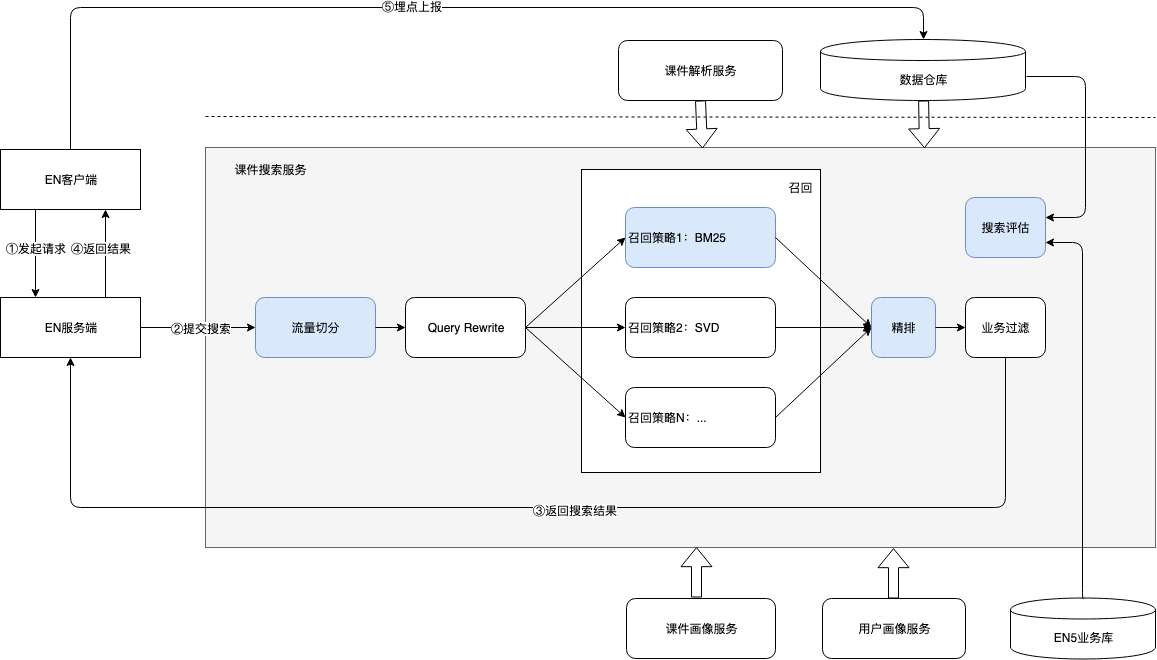 ⑤埋点上报
课件解析服务
数据仓库
课件搜索服务
EN客户端
召回
搜索评估
召回策略1：BM25
①发起请求
④返回结果
EN服务端
②提交搜索
流量切分
Query Rewrite
召回策略2：SVD
精排
业务过滤
召回策略N：...
③返回搜索结果
课件画像服务
用户画像服务
EN5业务库